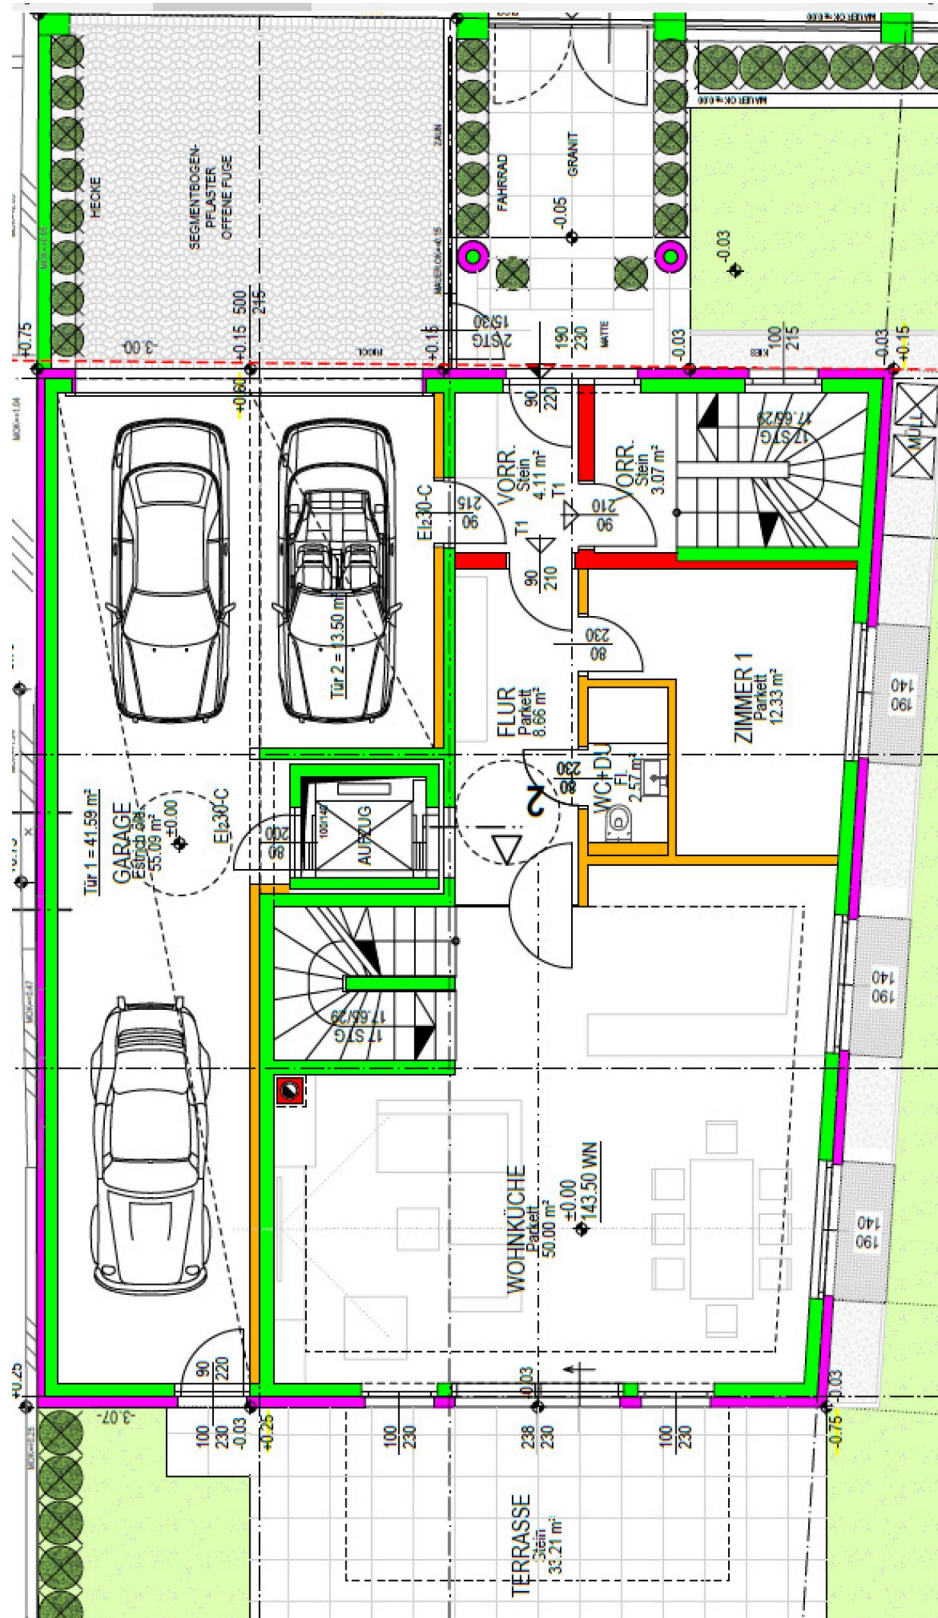 HECKE
SEGMENTBOGEN-
PFLASTER
OFFENE FUGE
ZAUN
FAHRRAD
GRANIT
-0.05
-0.03
MATTE
KIES
+0.75
-3.00-
+0.15
500
215
+0.15
2 STG
15/30
190
230
-0.03
100
215
-0.03
+0.15
MÜLL
90
220
17 STG
17.65/29
VORR.
Stein
4.11 m²
VORR.
Stein
3.07 m²
T1
T1
EI₂30-C
90
215
90
210
90
210
80
230
Tür 2 = 13.50 m²
FLUR
Parkett
8.66 m²
ZIMMER 1
Parkett
12.33 m²
190
140
WC+DU
Fl.
2.57 m²
80
230
2
Tür 1 = 41.59 m²
GARAGE
55.09 m²
±0.00
EI₂30-C
200
AUFZUG
100/140
17 STG
17.65/29
190
140
WOHNKÜCHE
Parkett
50.00 m²
±0.00
143.50 WN
190
140
90
220
+0.25
-3.07-
100
230
-0.03
+0.25
100
230
-0.03
238
230
100
230
-0.03
-0.75
TERRASSE
Stein
33.21 m²